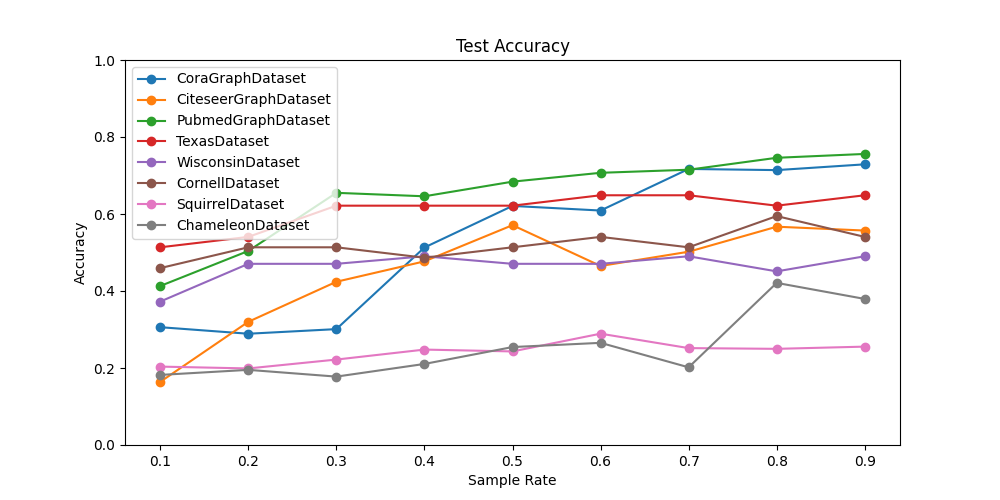 Test Accuracy
1.0
0.8
0.6
0.4
0.2
0.0
Accuracy
CoraGraphDataset
CiteseerGraphDataset
PubmedGraphDataset
TexasDataset
WisconsinDataset
CornellDataset
SquirrelDataset
ChameleonDataset
0.1 0.2 0.3 0.4 0.5 0.6 0.7 0.8 0.9
Sample Rate